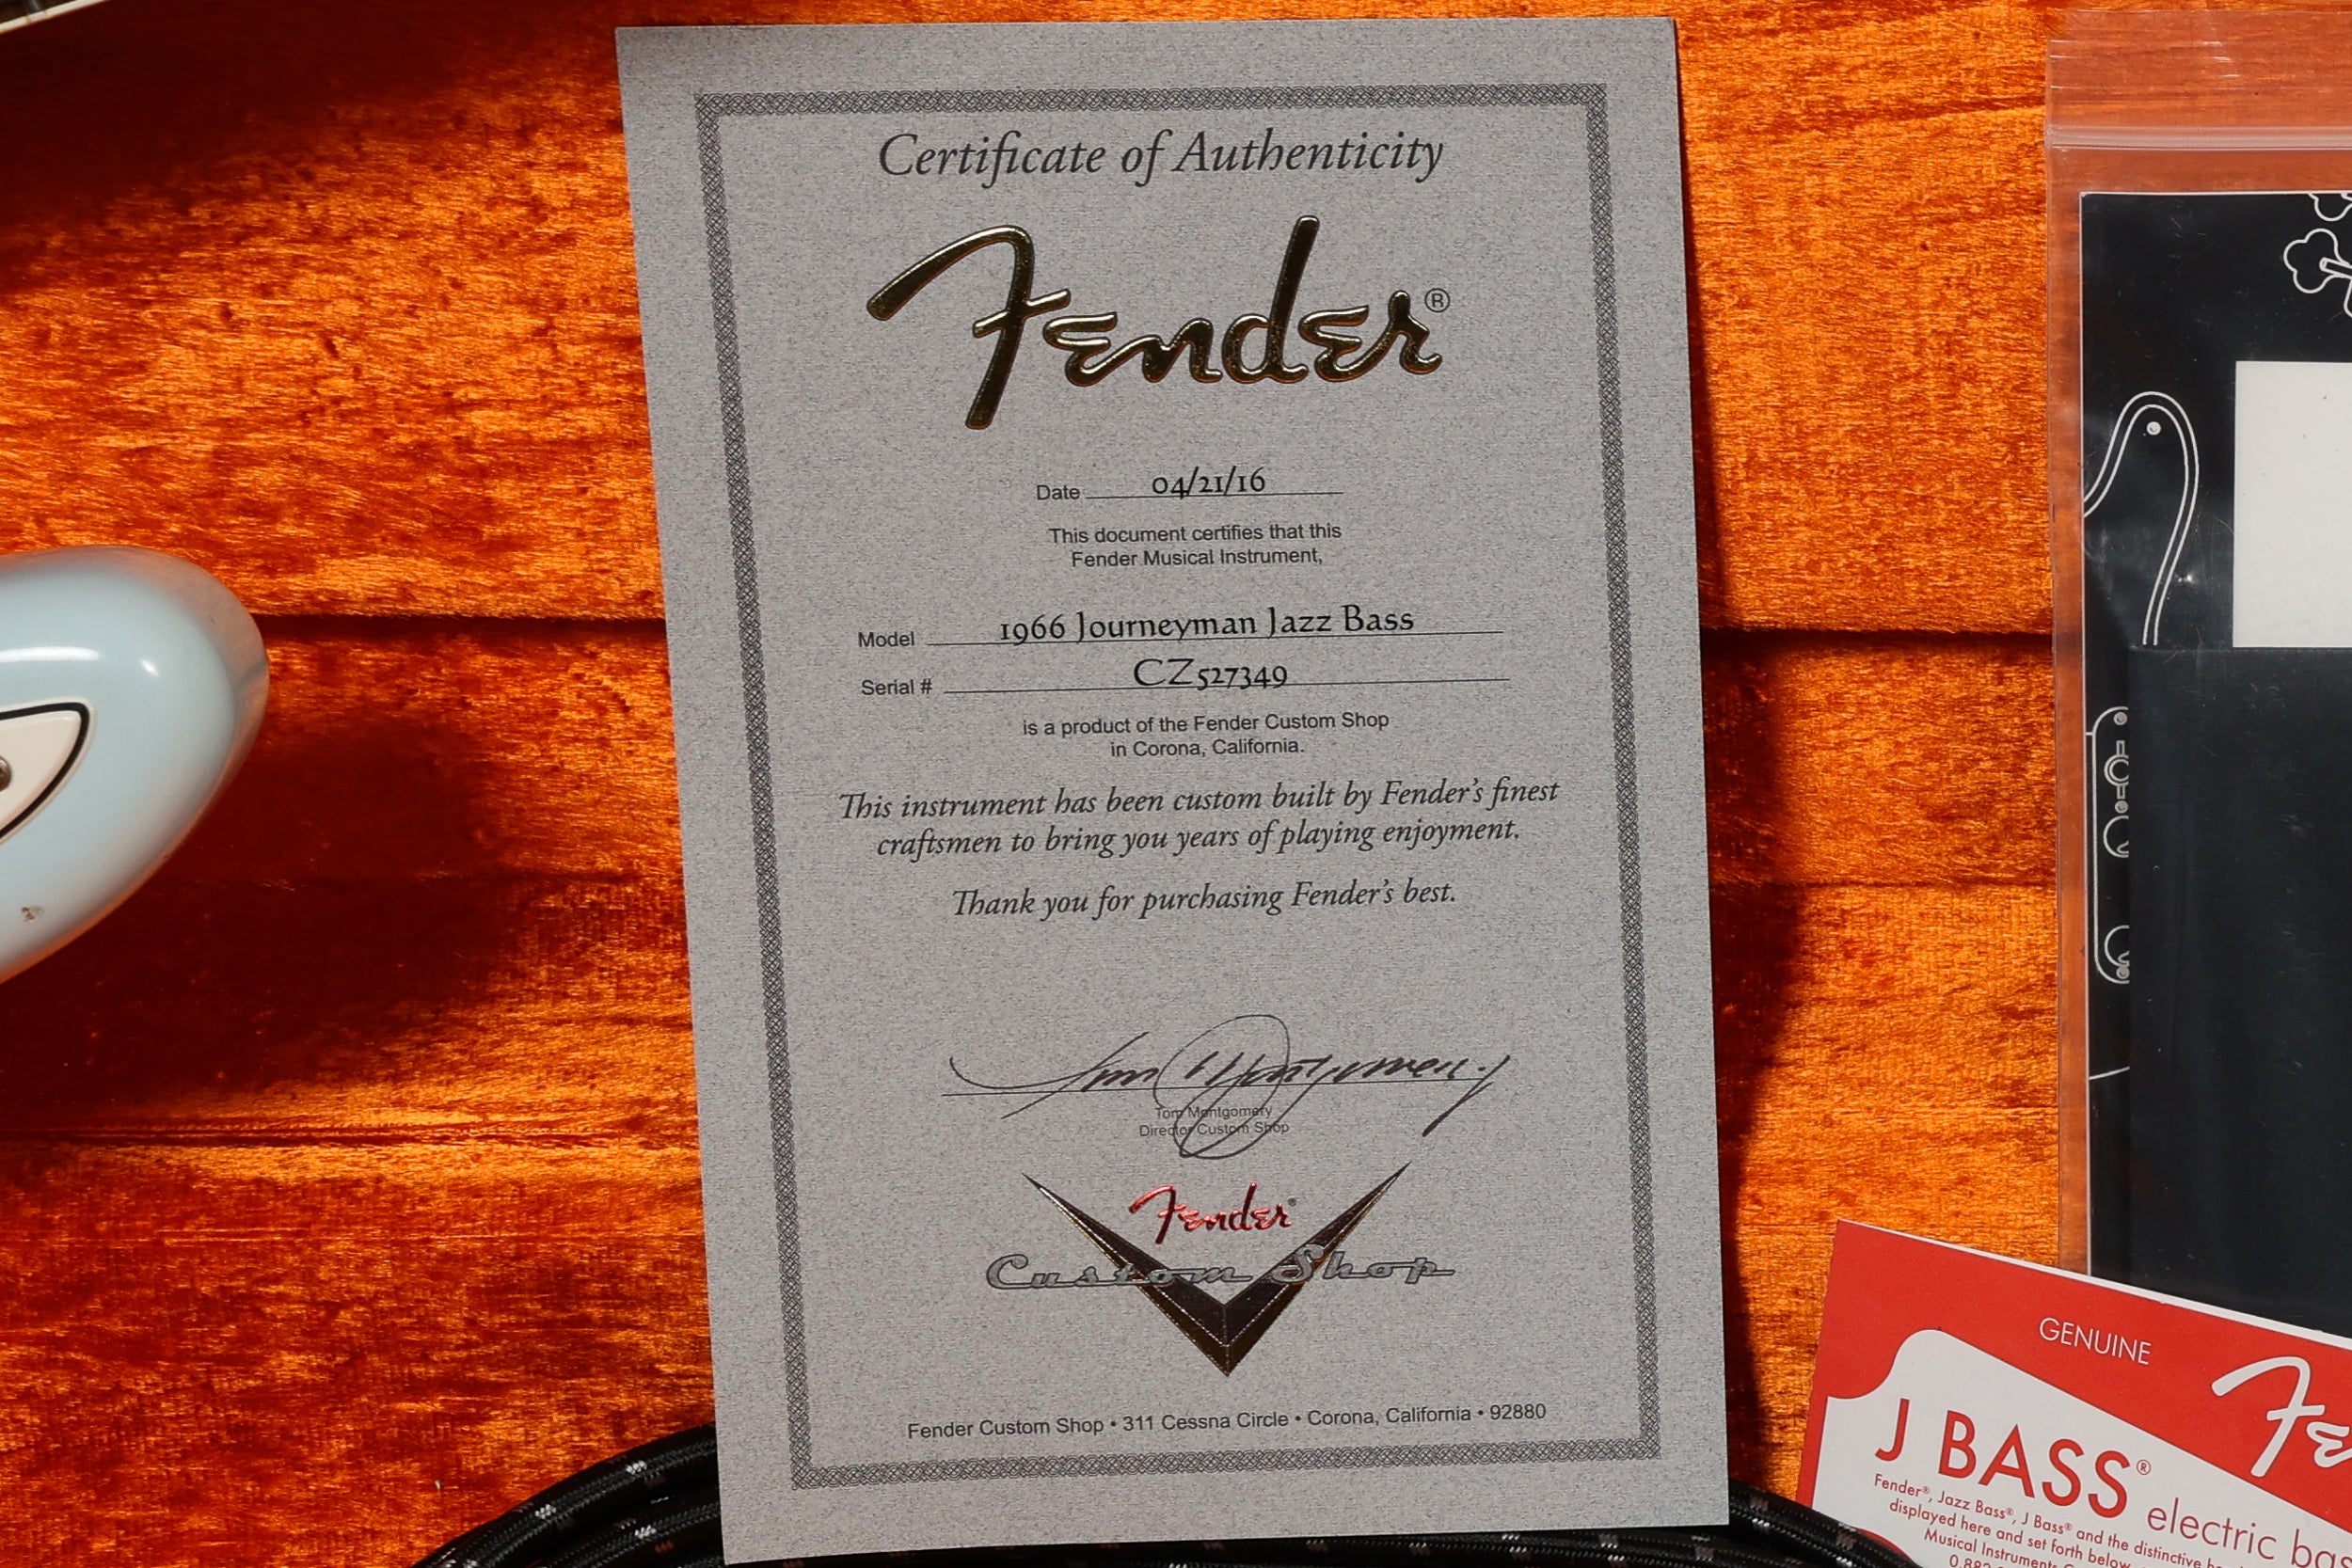 Certificate of Authenticity
Fender®
Date 04/21/16
This document certifies that this
Fender Musical Instrument,
Model 1966 Journeyman Jazz Bass
Serial # CZ527349
is a product of the Fender Custom Shop
in Corona, California.
This instrument has been custom built by Fender's finest
craftsmen to bring you years of playing enjoyment.
Thank you for purchasing Fender's best.
Tom Montgomery
Tom Montgomery
Director Custom Shop
Fender®
Custom Shop
Fender Custom Shop • 311 Cessna Circle • Corona, California • 92880
GENUINE
J BASS® electric
Fender®, Jazz Bass®, J Bass® and the distinctive
displayed here and set forth below
Musical Instruments